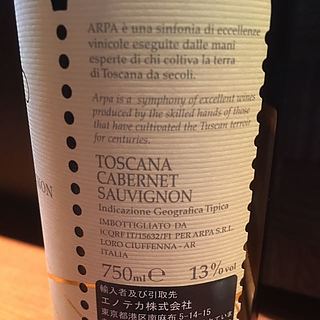 ARPA è una sinfonia di eccellenze
vinicole eseguite dalle mani
esperte di chi coltiva la terra
di Toscana da secoli.
Arpa is a symphony of excellent wines
produced by the skilled hands of those
that have cultivated the Tuscan terroir
for centuries.
TOSCANA
CABERNET
SAUVIGNON
Indicazione Geografica Tipica
IMBOTTIGLIATO DA
ICQRF IT/15632/FI PER ARPA S.R.L.
LORO CIUFFENNA - AR
ITALIA
750ml e 13%vol
輸入者及び引取先
エノテカ株式会社
東京都港区南麻布5-14-15